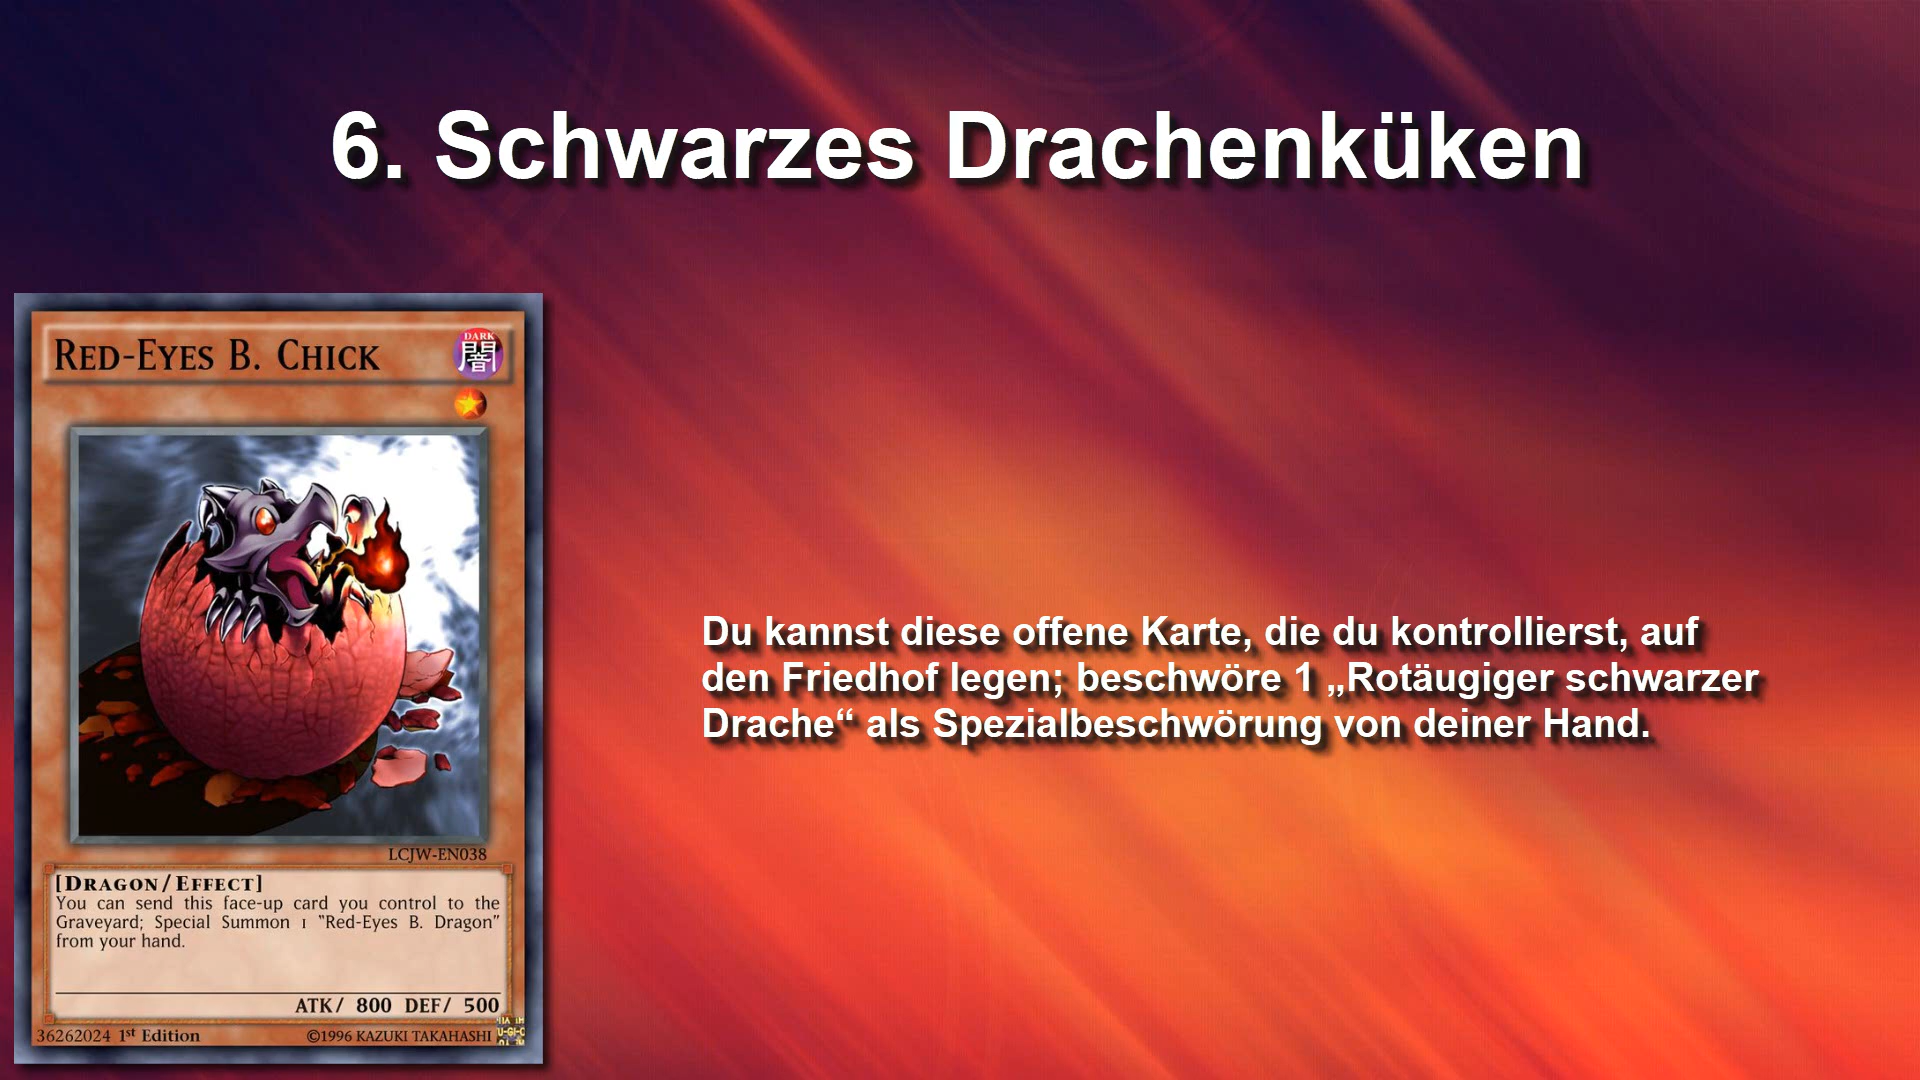 6. Schwarzes Drachenküken
RED-EYES B. CHICK
DARK
闇
LCJW-EN038
[DRAGON/EFFECT]
You can send this face-up card you control to the
Graveyard; Special Summon 1 "Red-Eyes B. Dragon"
from your hand.
ATK/ 800 DEF/ 500
36262024 1st Edition
©1996 KAZUKI TAKAHASHI
Du kannst diese offene Karte, die du kontrollierst, auf
den Friedhof legen; beschwöre 1 „Rotäugiger schwarzer
Drache“ als Spezialbeschwörung von deiner Hand.